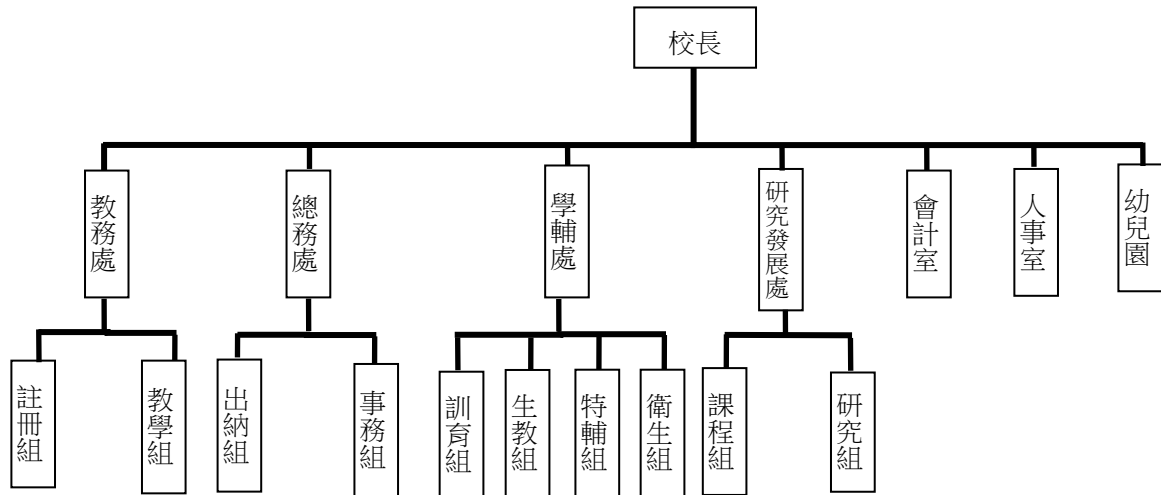 校長
教務處
總務處
學輔處
研究發展處
會計室
人事室
幼兒園
註冊組
教學組
出納組
事務組
訓育組
生教組
特輔組
衛生組
課程組
研究組